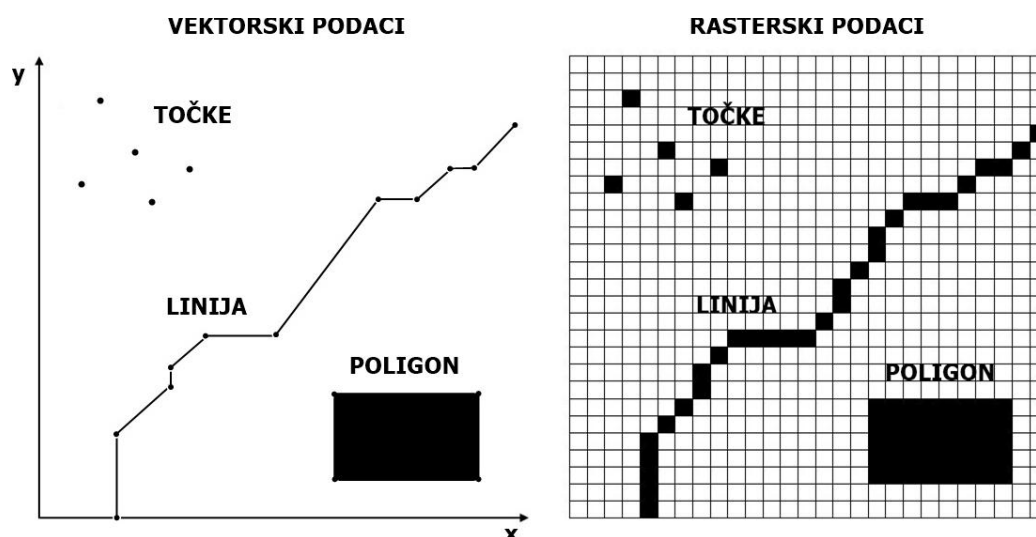 VEKTORSKI PODACI
y
TOČKE
LINIJA
POLIGON
x
RASTERSKI PODACI
TOČKE
LINIJA
POLIGON